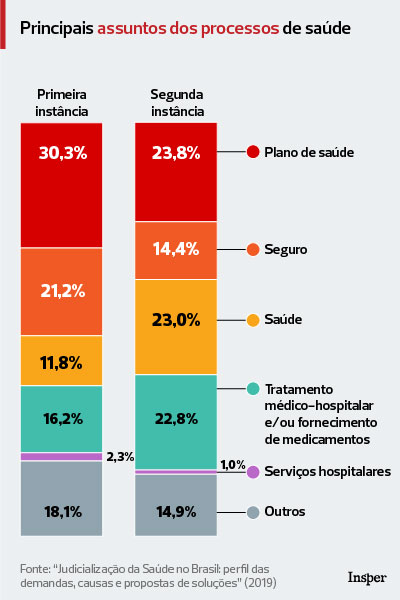 Principais assuntos dos processos de saúde
Primeira
instância
Segunda
instância
30,3%
23,8%
Plano de saúde
21,2%
14,4%
Seguro
11,8%
23,0%
Saúde
16,2%
22,8%
Tratamento
médico-hospitalar
e/ou fornecimento
de medicamentos
2,3%
1,0%
Serviços hospitalares
18,1%
14,9%
Outros
Fonte: “Judicialização da Saúde no Brasil: perfil das
demandas, causas e propostas de soluções” (2019)
Insper